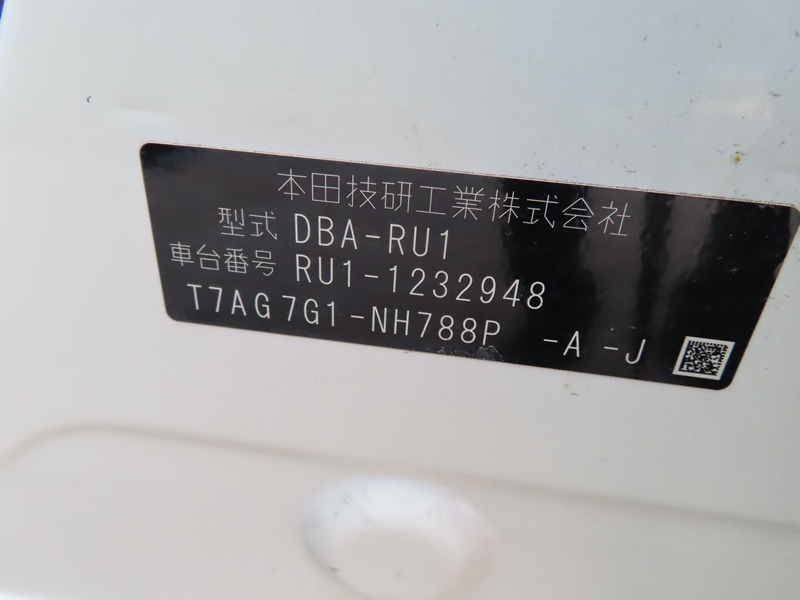 本田技研工業株式会社
型式 DBA-RU1
車台番号 RU1-1232948
T7AG7G1-NH788P -A -J